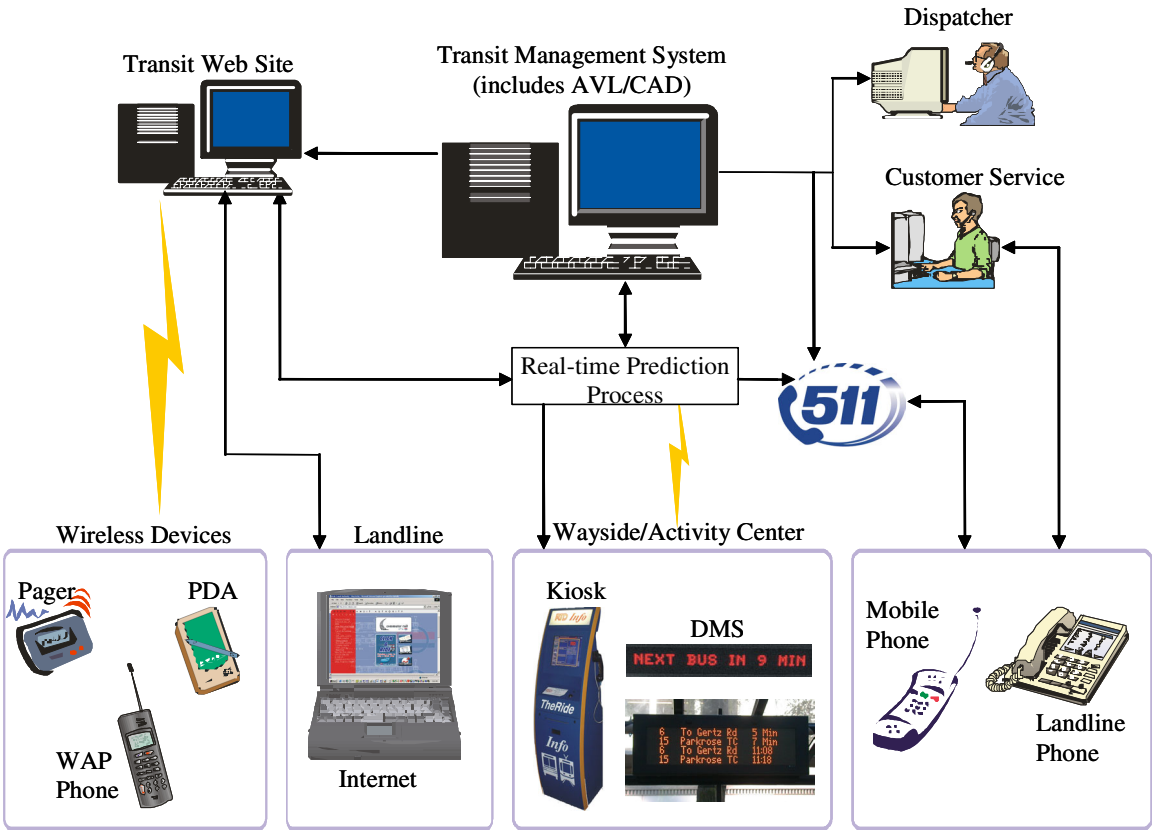 Dispatcher
Transit Web Site
Transit Management System
(includes AVL/CAD)
Customer Service
Real-time Prediction
Process
511
Wireless Devices
Landline
Wayside/Activity Center
Pager
PDA
WAP
Phone
Internet
Kiosk
Info
TheRide
Info
DMS
NEXT BUS IN 9 MIN
6 To Gertz Rd 5 Min
15 Parkrose TC 7 Min
6 To Gertz Rd 11:08
15 Parkrose TC 11:18
Mobile
Phone
Landline
Phone